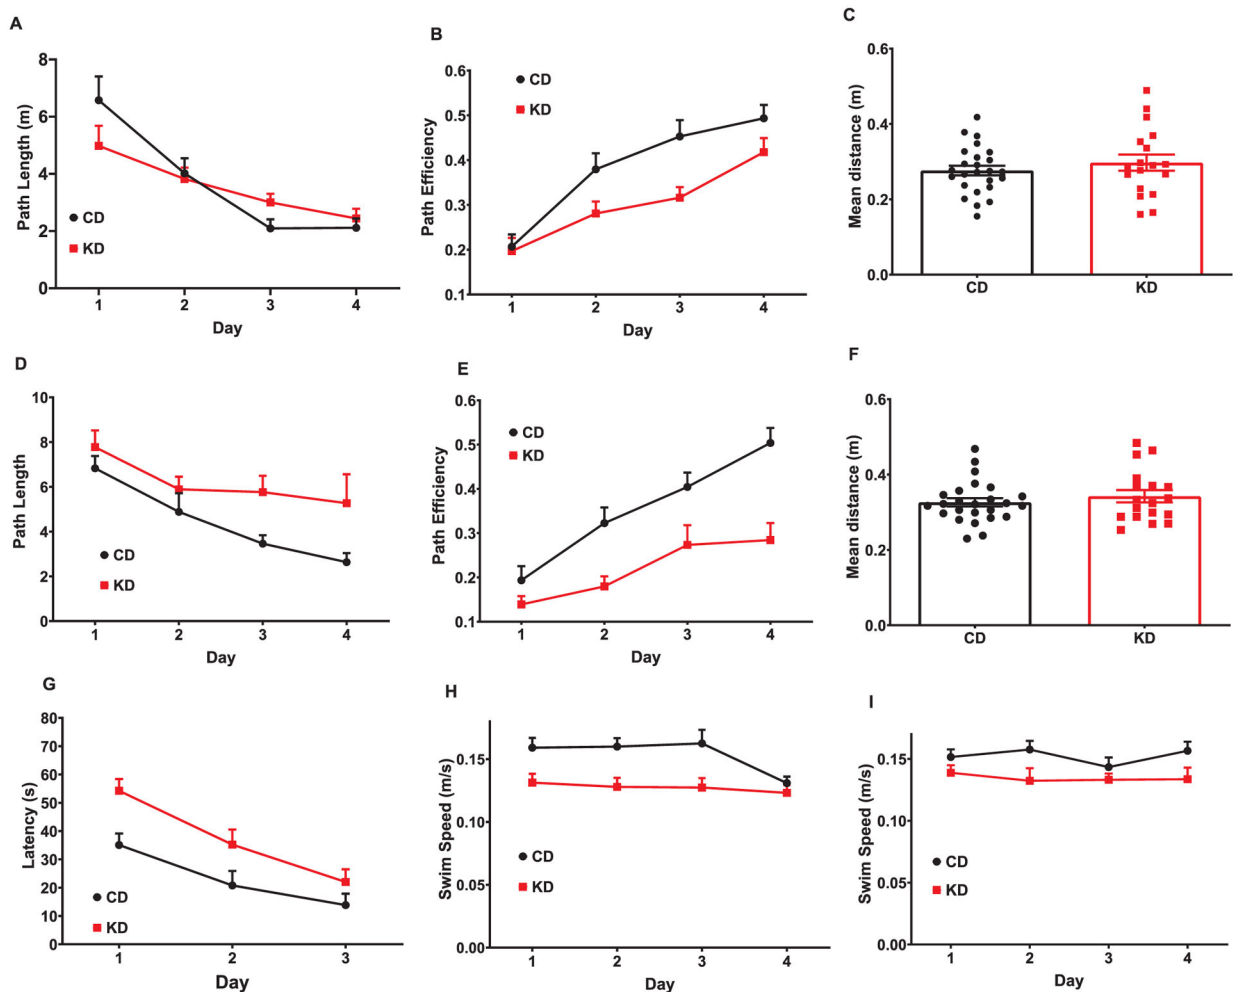 A
Path Length (m)
8
6
4
2
0
CD
KD
1 2 3 4
Day
B
Path Efficiency
0.6
0.5
0.4
0.3
0.2
0.1
CD
KD
1 2 3 4
Day
C
Mean distance (m)
0.6
0.4
0.2
0.0
CD KD
D
Path Length
10
8
6
4
2
0
CD
KD
1 2 3 4
Day
E
Path Efficiency
0.6
0.5
0.4
0.3
0.2
0.1
CD
KD
1 2 3 4
Day
F
Mean distance (m)
0.6
0.4
0.2
0.0
CD KD
G
Latency (s)
80
70
60
50
40
30
20
10
0
CD
KD
1 2 3
Day
H
Swim Speed (m/s)
0.15
0.10
0.05
0.00
CD
KD
1 2 3 4
Day
I
Swim Speed (m/s)
0.15
0.10
0.05
0.00
CD
KD
1 2 3 4
Day